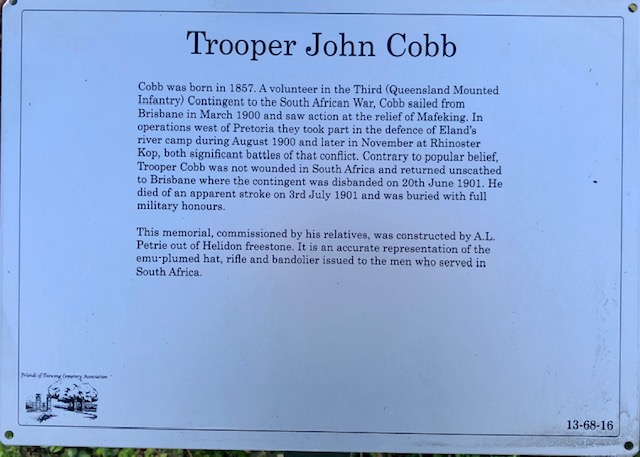 Trooper John Cobb
Cobb was born in 1857. A volunteer in the Third (Queensland Mounted
Infantry) Contingent to the South African War, Cobb sailed from
Brisbane in March 1900 and saw action at the relief of Mafeking. In
operations west of Pretoria they took part in the defence of Eland's
river camp during August 1900 and later in November at Rhinoster
Kop, both significant battles of that conflict. Contrary to popular belief,
Trooper Cobb was not wounded in South Africa and returned unscathed
to Brisbane where the contingent was disbanded on 20th June 1901. He
died of an apparent stroke on 3rd July 1901 and was buried with full
military honours.
This memorial, commissioned by his relatives, was constructed by A.L.
Petrie out of Helidon freestone. It is an accurate representation of the
emu-plumed hat, rifle and bandolier issued to the men who served in
South Africa.
Friends of Toowong Cemetery Association
13-68-16